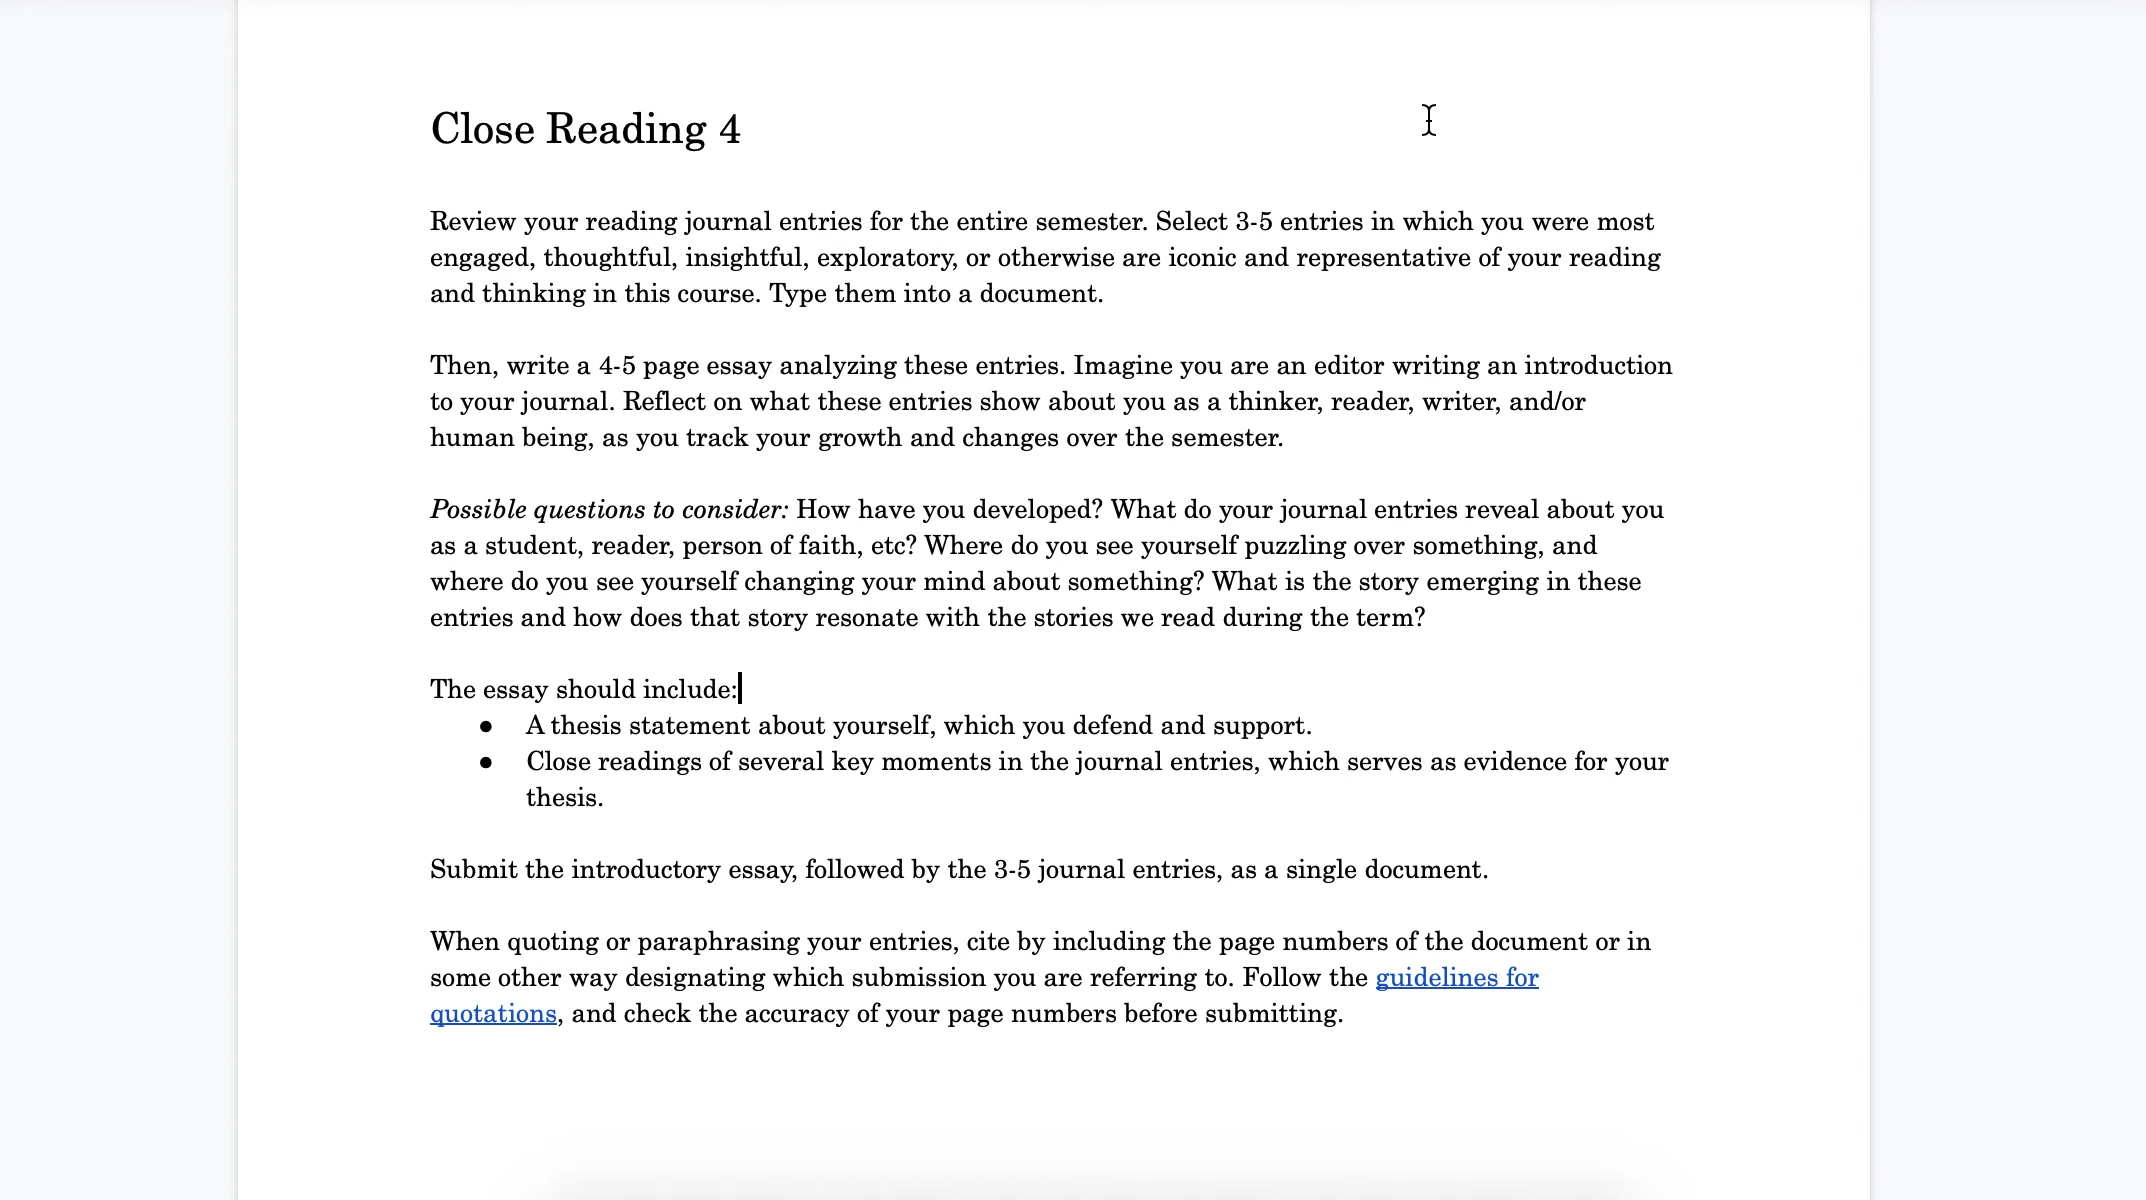 Close Reading 4
Review your reading journal entries for the entire semester. Select 3-5 entries in which you were most
engaged, thoughtful, insightful, exploratory, or otherwise are iconic and representative of your reading
and thinking in this course. Type them into a document.
Then, write a 4-5 page essay analyzing these entries. Imagine you are an editor writing an introduction
to your journal. Reflect on what these entries show about you as a thinker, reader, writer, and/or
human being, as you track your growth and changes over the semester.
Possible questions to consider: How have you developed? What do your journal entries reveal about you
as a student, reader, person of faith, etc? Where do you see yourself puzzling over something, and
where do you see yourself changing your mind about something? What is the story emerging in these
entries and how does that story resonate with the stories we read during the term?
The essay should include:
● A thesis statement about yourself, which you defend and support.
● Close readings of several key moments in the journal entries, which serves as evidence for your
thesis.
Submit the introductory essay, followed by the 3-5 journal entries, as a single document.
When quoting or paraphrasing your entries, cite by including the page numbers of the document or in
some other way designating which submission you are referring to. Follow the guidelines for
quotations, and check the accuracy of your page numbers before submitting.